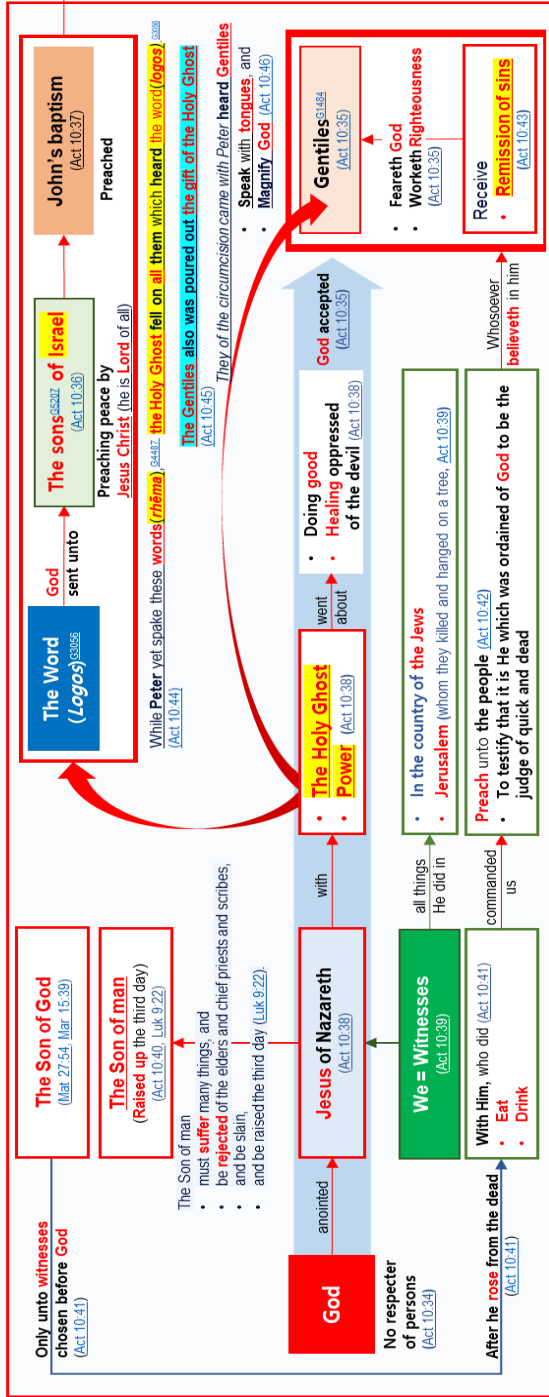 Only unto witnesses
chosen before God
(Act 10:41)
The Son of God
(Mat 27:54, Mar 15:39)
The Son of man
(Raised up the third day)
(Act 10:40, Luk 9:22)
The Son of man
• must suffer many things, and
• be rejected of the elders and chief priests and scribes,
• and be slain,
• and be raised the third day (Luk 9:22).
The Word
(Logos)G3056
God
sent unto
The sonsG5207 of Israel
(Act 10:36)
Preaching peace by
Jesus Christ (he is Lord of all)
John's baptism
(Act 10:37)
Preached
While Peter yet spake these words(rhēma),G4487 the Holy Ghost fell on all them which heard the word(logos).G3056
(Act 10:44)
The Gentiles also was poured out the gift of the Holy Ghost
(Act 10:45)
They of the circumcision came with Peter heard Gentiles
• Speak with tongues, and
• Magnify God (Act 10:46)
God
anointed
Jesus of Nazareth
(Act 10:38)
with
• The Holy Ghost
• Power (Act 10:38)
went
about
• Doing good
• Healing oppressed
of the devil (Act 10:38)
God accepted
(Act 10:35)
Gentiles G1484
(Act 10:35)
• Feareth God
• Worketh Righteousness
(Act 10:35)
Receive
• Remission of sins
(Act 10:43)
No respecter
of persons
(Act 10:34)
We = Witnesses
(Act 10:39)
all things
He did in
• In the country of the Jews
• Jerusalem (whom they killed and hanged on a tree, Act 10:39)
After he rose from the dead
(Act 10:41)
With Him, who did (Act 10:41)
• Eat
• Drink
commanded
us
Preach unto the people (Act 10:42)
• To testify that it is He which was ordained of God to be the
judge of quick and dead
Whosoever
believeth in him